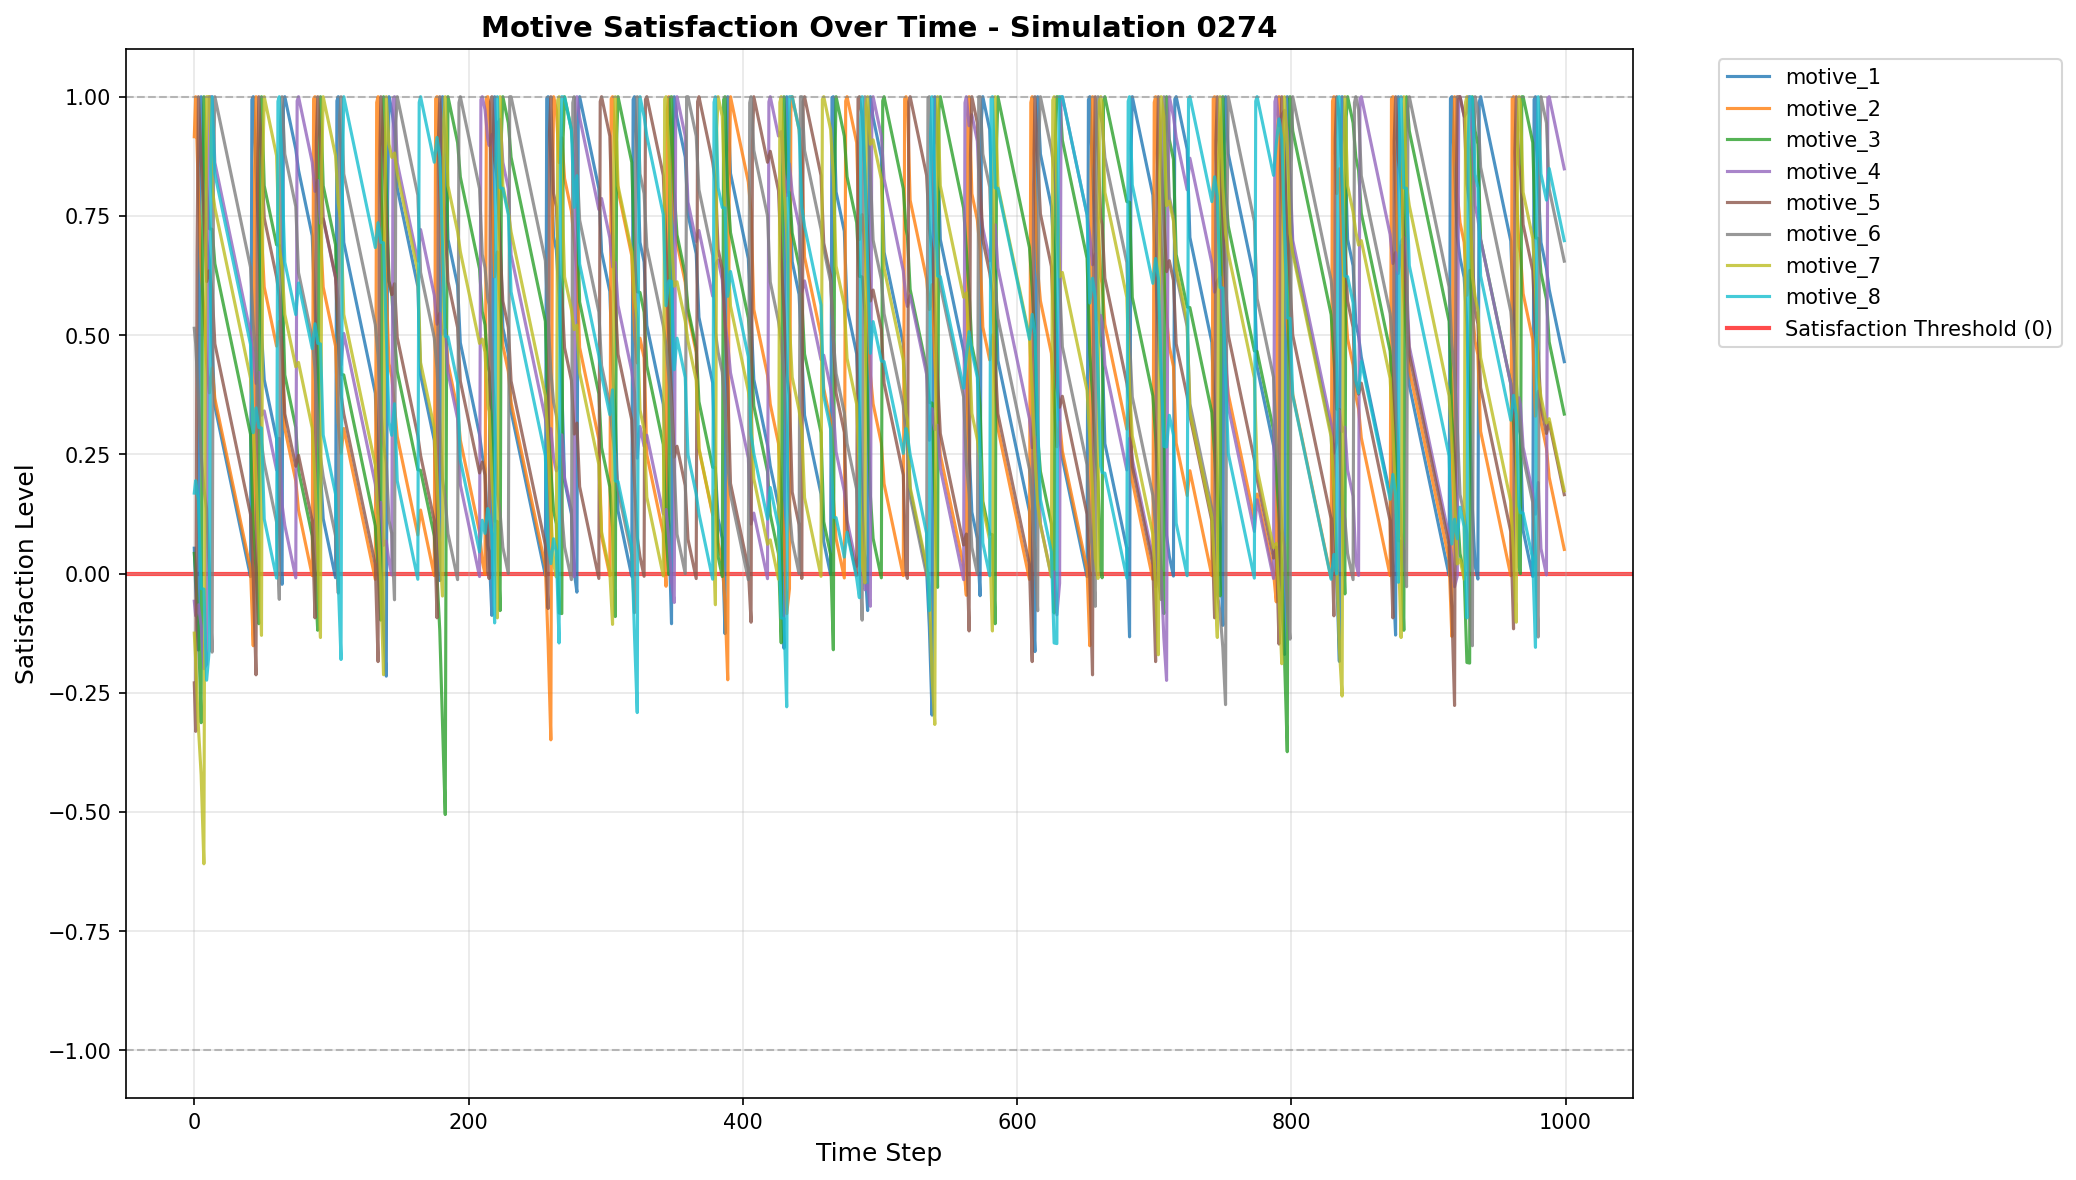 Motive Satisfaction Over Time - Simulation 0274
1.00
0.75
0.50
0.25
0.00
−0.25
−0.50
−0.75
−1.00
Satisfaction Level
0
200
400
600
800
1000
Time Step
motive_1
motive_2
motive_3
motive_4
motive_5
motive_6
motive_7
motive_8
Satisfaction Threshold (0)